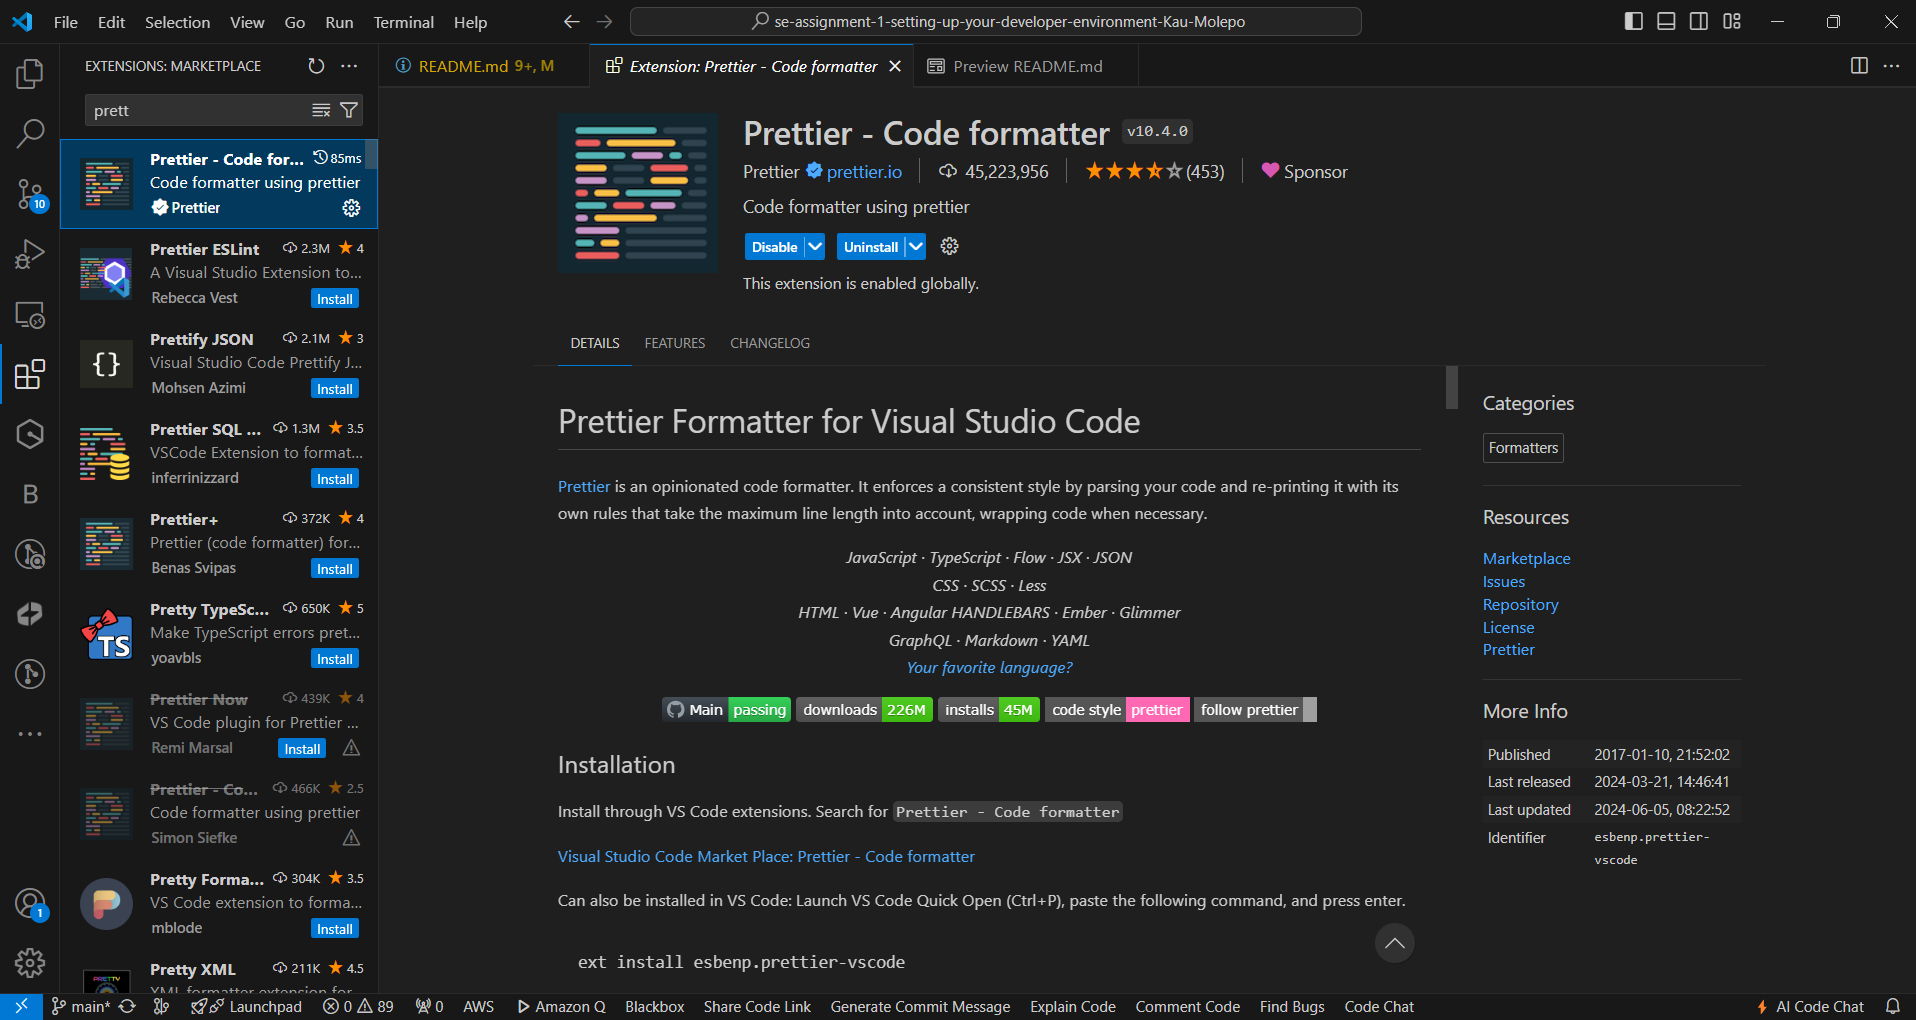 File Edit Selection View Go Run Terminal Help
se-assignment-1-setting-up-your-developer-environment-Kau-Molepo
EXTENSIONS: MARKETPLACE
README.md 9+, M
Extension: Prettier - Code formatter
Preview README.md
prett
Prettier - Code for... 85ms
Code formatter using prettier
Prettier
Prettier ESLint 2.3M 4
A Visual Studio Extension to...
Rebecca Vest Install
Prettify JSON 2.1M 3
Visual Studio Code Prettify J...
Mohsen Azimi Install
{}
Prettier SQL ... 1.3M 3.5
VSCode Extension to format...
inferrinizzard Install
Prettier+ 372K 4
Prettier (code formatter) for...
Benas Svipas Install
Pretty TypeSc... 650K 5
Make TypeScript errors pret...
yoavbls Install
TS
Prettier Now 439K 4
VS Code plugin for Prettier ...
Remi Marsal Install
Prettier - Co... 466K 2.5
Code formatter using prettier
Simon Siefke
Pretty Forma... 304K 3.5
VS Code extension to forma...
mblode Install
Pretty XML 211K 4.5
XML formatter extension for
PRETTY
10
B
1
Prettier - Code formatter v10.4.0
Prettier prettier.io 45,223,956 (453) Sponsor
Code formatter using prettier
Disable Uninstall
This extension is enabled globally.
DETAILS FEATURES CHANGELOG
Prettier Formatter for Visual Studio Code
Prettier is an opinionated code formatter. It enforces a consistent style by parsing your code and re-printing it with its
own rules that take the maximum line length into account, wrapping code when necessary.
JavaScript · TypeScript · Flow · JSX · JSON
CSS · SCSS · Less
HTML · Vue · Angular HANDLEBARS · Ember · Glimmer
GraphQL · Markdown · YAML
Your favorite language?
Main passing downloads 226M installs 45M code style prettier follow prettier
Installation
Install through VS Code extensions. Search for Prettier - Code formatter
Visual Studio Code Market Place: Prettier - Code formatter
Can also be installed in VS Code: Launch VS Code Quick Open (Ctrl+P), paste the following command, and press enter.
ext install esbenp.prettier-vscode
Categories
Formatters
Resources
Marketplace
Issues
Repository
License
Prettier
More Info
Published 2017-01-10, 21:52:02
Last released 2024-03-21, 14:46:41
Last updated 2024-06-05, 08:22:52
Identifier esbenp.prettier-
vscode
main* Launchpad 0 89 0 AWS Amazon Q Blackbox Share Code Link Generate Commit Message Explain Code Comment Code Find Bugs Code Chat AI Code Chat